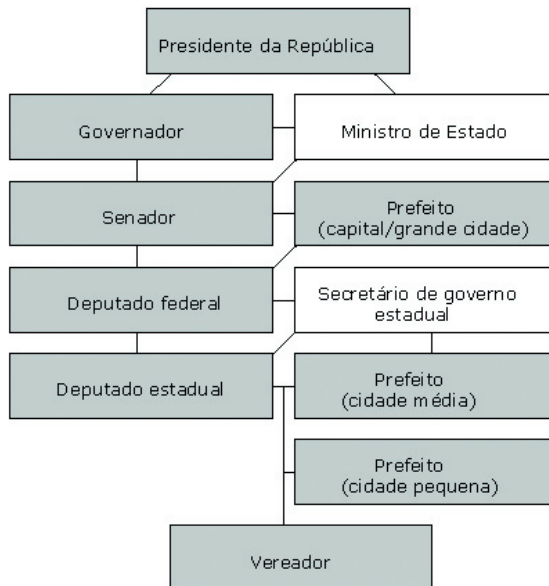 Presidente da República
Governador
Ministro de Estado
Senador
Prefeito
(capital/grande cidade)
Deputado federal
Secretário de governo
estadual
Deputado estadual
Prefeito
(cidade média)
Prefeito
(cidade pequena)
Vereador